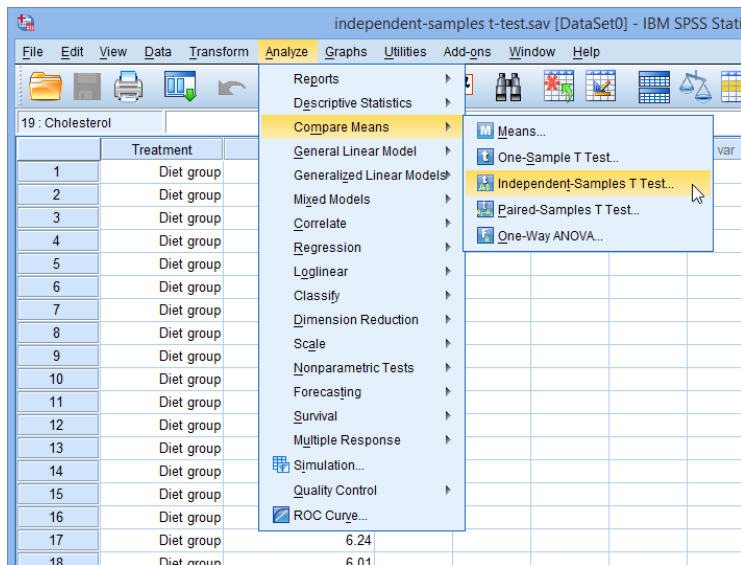 independent-samples t-test.sav [DataSet0] - IBM SPSS Stati
File Edit View Data Transform Analyze Graphs Utilities Add-ons Window Help
19 : Cholesterol
Treatment var
Reports
Descriptive Statistics
Compare Means
General Linear Model
Generalized Linear Models
Mixed Models
Correlate
Regression
Loglinear
Classify
Dimension Reduction
Scale
Nonparametric Tests
Forecasting
Survival
Multiple Response
Simulation...
Quality Control
ROC Curve...
Means...
One-Sample T Test...
Independent-Samples T Test...
Paired-Samples T Test...
One-Way ANOVA...
1 Diet group
2 Diet group
3 Diet group
4 Diet group
5 Diet group
6 Diet group
7 Diet group
8 Diet group
9 Diet group
10 Diet group
11 Diet group
12 Diet group
13 Diet group
14 Diet group
15 Diet group
16 Diet group
17 Diet group 6.24
18 Diet group 6.01